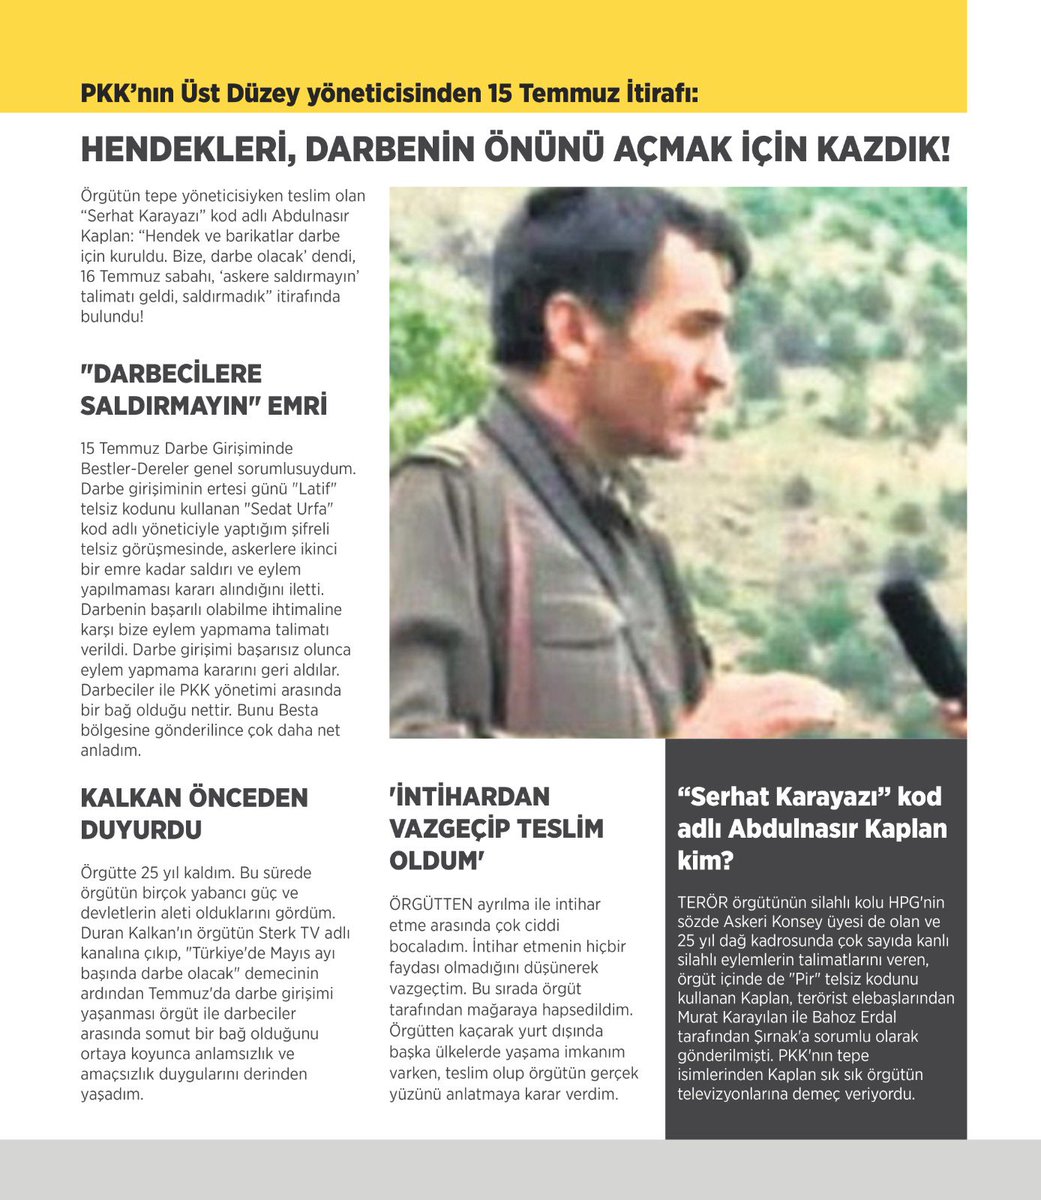 PKK’nın Üst Düzey yöneticisinden 15 Temmuz İtirafı:
HENDEKLERİ, DARBENİN ÖNÜNÜ AÇMAK İÇİN KAZDIK!
Örgütün tepe yöneticisiyken teslim olan
“Serhat Karayazı” kod adlı Abdulnasır
Kaplan: “Hendek ve barikatlar darbe
için kuruldu. Bize, darbe olacak’ dendi,
16 Temmuz sabahı, ‘askere saldırmayın’
talimatı geldi, saldırmadık” itirafında
bulundu!
"DARBECİLERE
SALDIRMAYIN" EMRİ
15 Temmuz Darbe Girişiminde
Bestler-Dereler genel sorumlusuydum.
Darbe girişiminin ertesi günü "Latif"
telsiz kodunu kullanan "Sedat Urfa"
kod adlı yöneticiyle yaptığım şifreli
telsiz görüşmesinde, askerlere ikinci
bir emre kadar saldırı ve eylem
yapılmaması kararı alındığını iletti.
Darbenin başarılı olabilme ihtimaline
karşı bize eylem yapmama talimatı
verildi. Darbe girişimi başarısız olunca
eylem yapmama kararını geri aldılar.
Darbeciler ile PKK yönetimi arasında
bir bağ olduğu nettir. Bunu Besta
bölgesine gönderilince çok daha net
anladım.
KALKAN ÖNCEDEN
DUYURDU
Örgütte 25 yıl kaldım. Bu sürede
örgütün birçok yabancı güç ve
devletlerin aleti olduklarını gördüm.
Duran Kalkan'ın örgütün Sterk TV adlı
kanalına çıkıp, "Türkiye'de Mayıs ayı
başında darbe olacak" demecinin
ardından Temmuz'da darbe girişimi
yaşanması örgüt ile darbeciler
arasında somut bir bağ olduğunu
ortaya koyunca anlamsızlık ve
amaçsızlık duygularını derinden
yaşadım.
'İNTİHARDAN
VAZGEÇİP TESLİM
OLDUM'
ÖRGÜTTEN ayrılma ile intihar
etme arasında çok ciddi
bocaladım. İntihar etmenin hiçbir
faydası olmadığını düşünerek
vazgeçtim. Bu sırada örgüt
tarafından mağaraya hapsedildim.
Örgütten kaçarak yurt dışında
başka ülkelerde yaşama imkanım
varken, teslim olup örgütün gerçek
yüzünü anlatmaya karar verdim.
“Serhat Karayazı” kod
adlı Abdulnasır Kaplan
kim?
TERÖR örgütünün silahlı kolu HPG'nin
sözde Askeri Konsey üyesi de olan ve
25 yıl dağ kadrosunda çok sayıda kanlı
silahlı eylemlerin talimatlarını veren,
örgüt içinde de "Pir" telsiz kodunu
kullanan Kaplan, terörist elebaşlarından
Murat Karayılan ile Bahoz Erdal
tarafından Şırnak'a sorumlu olarak
gönderilmişti. PKK'nın tepe
isimlerinden Kaplan sık sık örgütün
televizyonlarına demeç veriyordu.